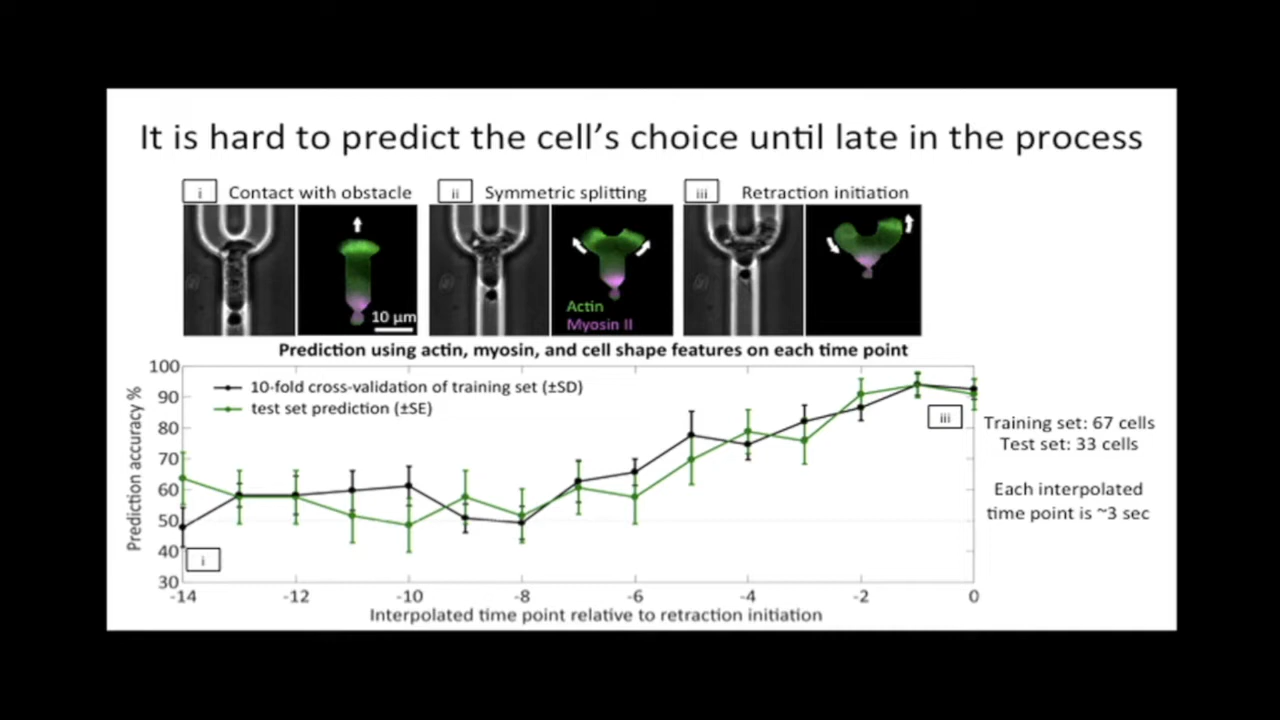 It is hard to predict the cell's choice until late in the process
i Contact with obstacle
ii Symmetric splitting
iii Retraction initiation
10 µm
Actin
Myosin II
Prediction using actin, myosin, and cell shape features on each time point
Prediction accuracy %
100
90
80
70
60
50
40
30
10-fold cross-validation of training set (±SD)
test set prediction (±SE)
i
iii
-14 -12 -10 -8 -6 -4 -2 0
Interpolated time point relative to retraction initiation
Training set: 67 cells
Test set: 33 cells
Each interpolated
time point is ~3 sec